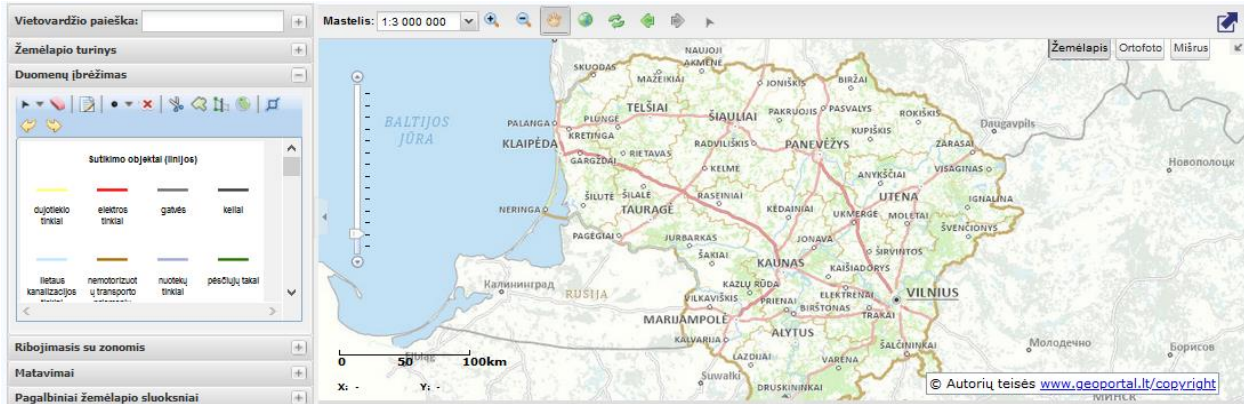 Vietovardžio paieška:
Žemėlapio turinys
Duomenų įbrėžimas
Sutikimo objektai (linijos)
dujotiekio tinklai
elektros tinklai
gatvės
keliai
lietaus kanalizacijos
nemotorizuot ų transporto
nuotekų tinklai
pėsčiųjų takai
Ribojimasis su zonomis
Matavimai
Pagalbiniai žemėlapio sluoksniai
Mastelis: 1:3 000 000
Žemėlapis Ortofoto Mišrus
NAUJOJI
AKMENĖ
SKUODAS
MAŽEIKIAI
JONIŠKIS
BIRŽAI
TELŠIAI
PLUNGĖ
ŠIAULIAI
PAKRUOJIS
PASVALYS
ROKIŠKIS
BALTIJOS
JŪRA
PALANGA
KRETINGA
KUPIŠKIS
Daugavpils
KLAIPĖDA
RADVILIŠKIS
PANEVĖŽYS
ZARASAI
GARGŽDAI
RIETAVAS
KELMĖ
ANYKŠČIAI
VISAGINAS
Новополоцк
ŠILUTĖ
ŠILALĖ
RASEINIAI
UTENA
IGNALINA
NERINGA
TAURAGĖ
KĖDAINIAI
UKMERGĖ
MOLĖTAI
ŠVENČIONYS
PAGĖGIAI
JURBARKAS
JONAVA
ŠIRVINTOS
ŠAKIAI
KAUNAS
KAIŠIADORYS
Калининград
RUSIJA
KAZLŲ RŪDA
ELEKTRĖNAI
VILNIUS
VILKAVIŠKIS
PRIENAI
BIRŠTONAS
TRAKAI
MARIJAMPOLĖ
ALYTUS
KALVARIJA
ŠALČININKAI
Молодечно
Борисов
LAZDIJAI
VARĖNA
0 50 100km
Elbląg
Suwałki
DRUSKININKAI
X: - Y: -
© Autorių teisės www.geoportal.lt/copyright
МИНСК